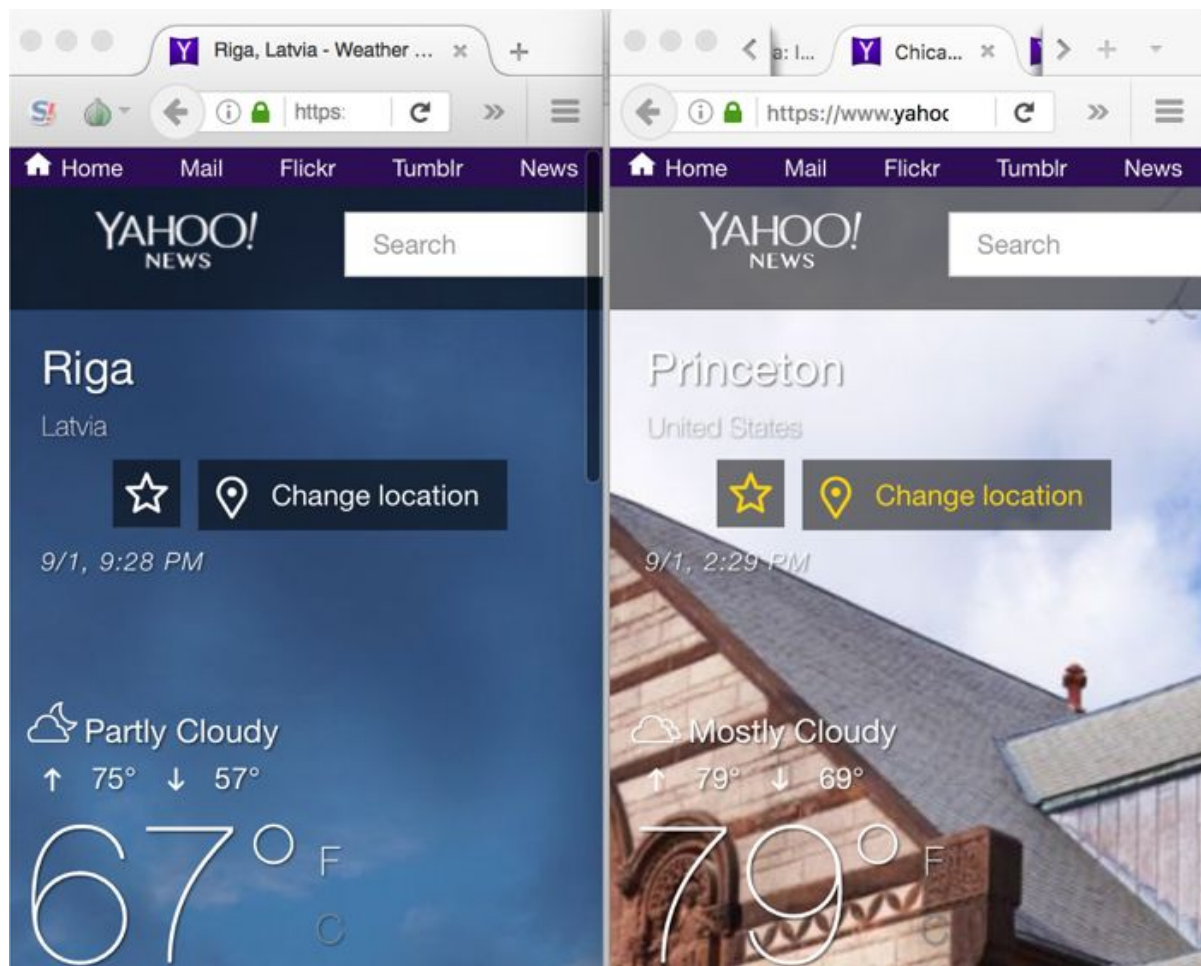 Riga, Latvia - Weather ...
https:
Home Mail Flickr Tumblr News
YAHOO!
NEWS
Search
Riga
Latvia
Change location
9/1, 9:28 PM
Partly Cloudy
↑ 75° ↓ 57°
67° F
C
a: I... Chica...
https://www.yahoc
Home Mail Flickr Tumblr News
YAHOO!
NEWS
Search
Princeton
United States
Change location
9/1, 2:29 PM
Mostly Cloudy
↑ 79° ↓ 69°
79° F
C